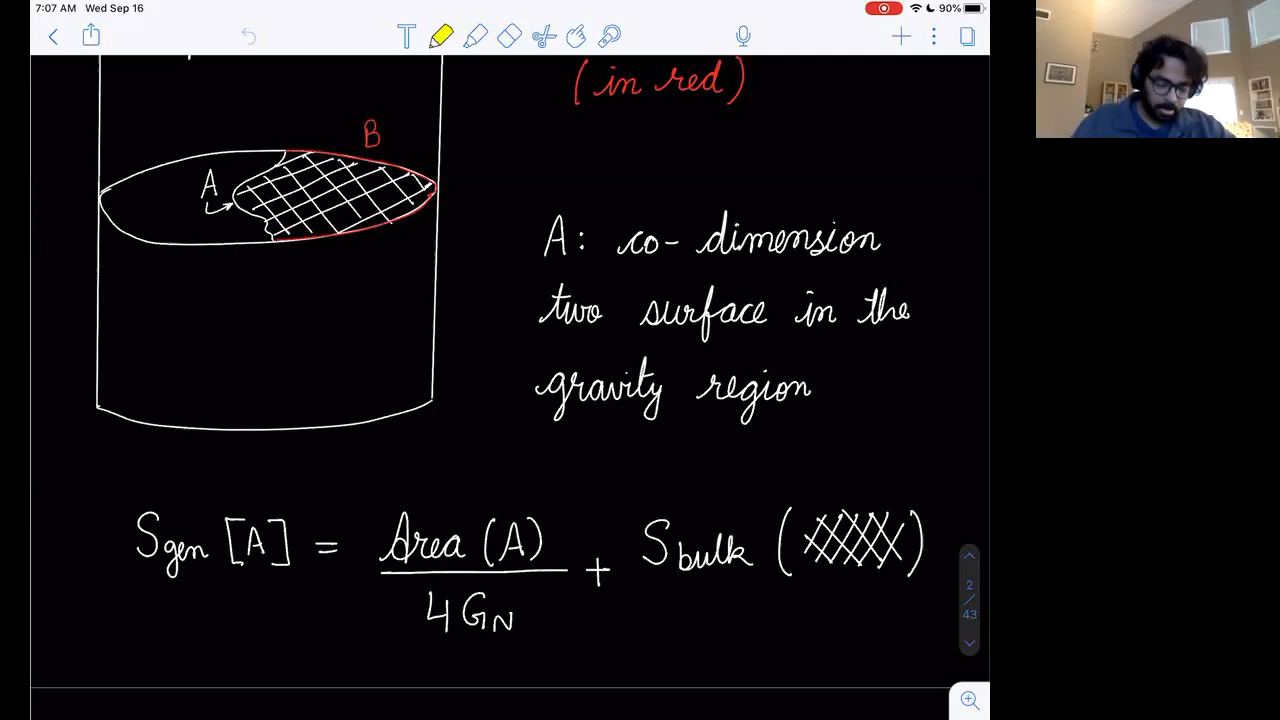 7:07 AM Wed Sep 16
90%
T
(in red)
B
A
A: co-dimension
two surface in the
gravity region
Sgen [A] = Area (A) / 4GN + Sbulk ( )
2
/
43